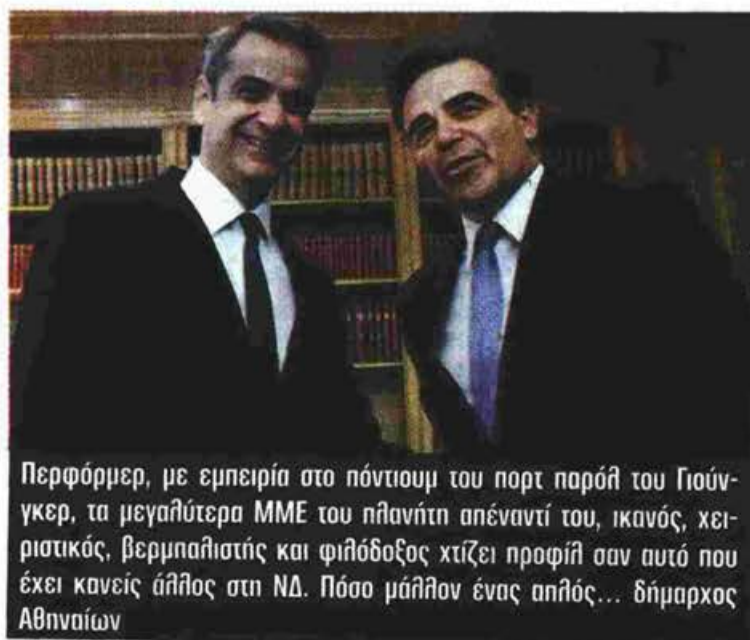 Περφόρμερ, με εμπειρία στο πόντιουμ του πορτ παρόλ του Γιούν-
γκερ, τα μεγαλύτερα ΜΜΕ του πλανήτη απέναντί του, ικανός, χει-
ριστικός, βερμπαλιστής και φιλόδοξος χτίζει προφίλ σαν αυτό που
έχει κανείς άλλος στη ΝΔ. Πόσο μάλλον ένας απλός... δήμαρχος
Αθηναίων